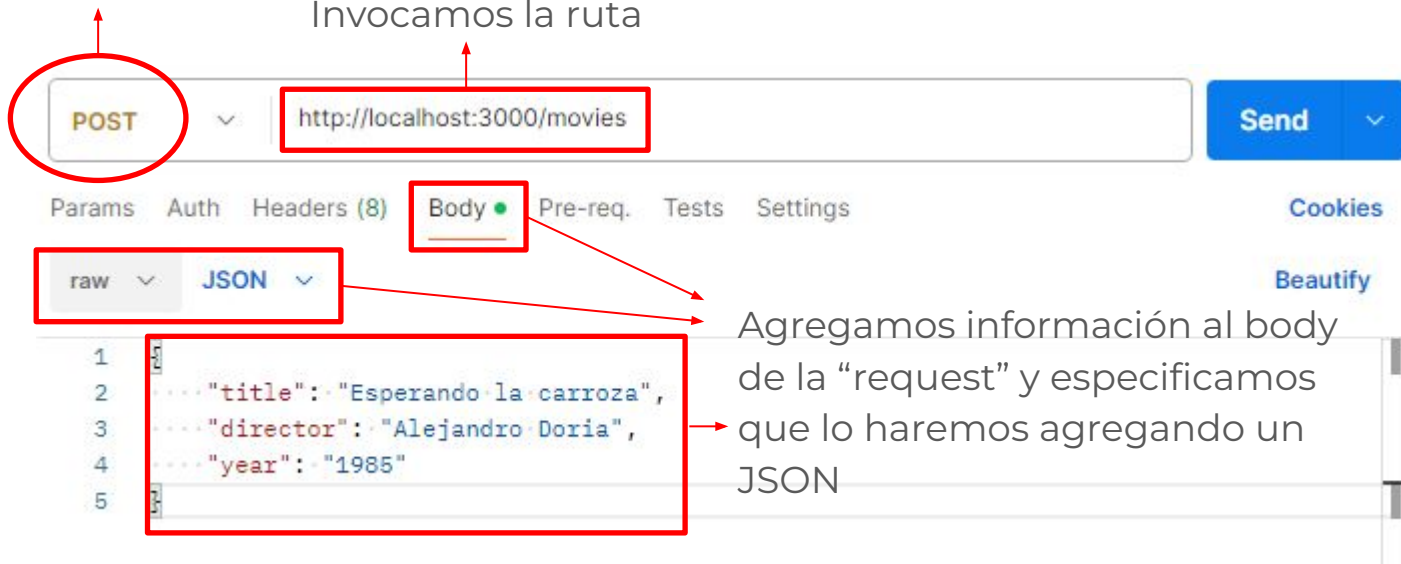 Invocamos la ruta
POST
http://localhost:3000/movies
Send
Params Auth Headers (8) Body Pre-req. Tests Settings Cookies
raw JSON Beautify
Agregamos información al body
de la “request” y especificamos
que lo haremos agregando un
JSON
1 {
2 ····"title":·"Esperando·la·carroza",
3 ····"director":·"Alejandro·Doria",
4 ····"year":·"1985"
5 }